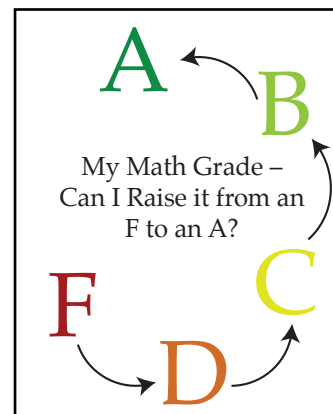 A
B
My Math Grade –
Can I Raise it from an
F to an A?
C
F
D